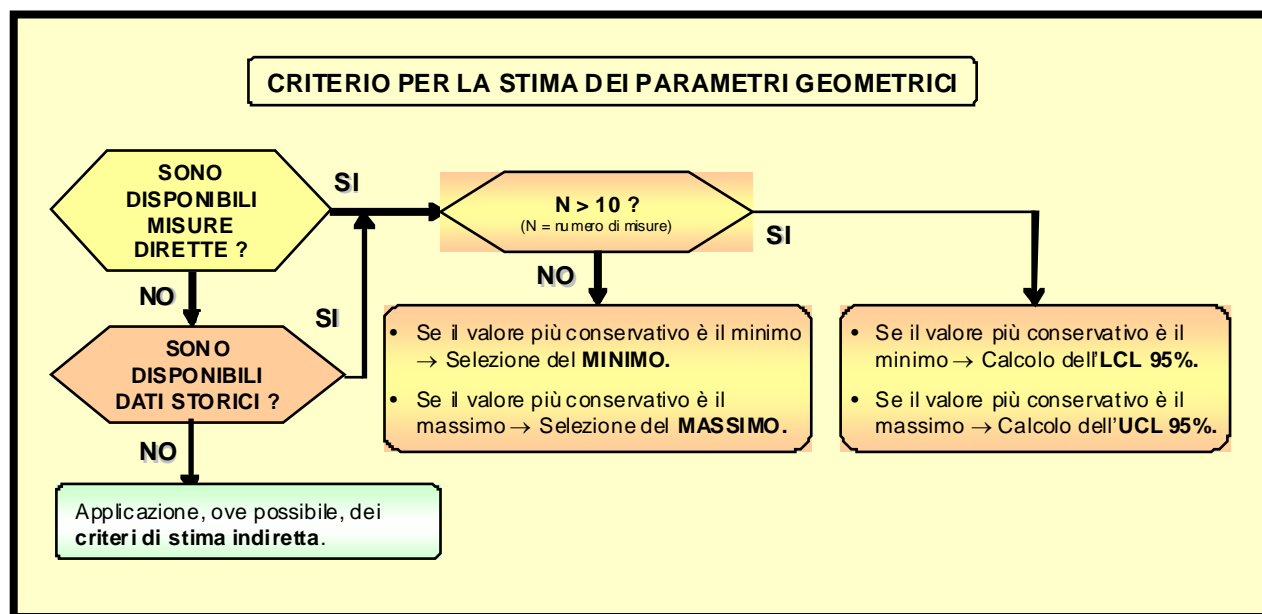 CRITERIO PER LA STIMA DEI PARAMETRI GEOMETRICI
SONO
DISPONIBILI
MISURE
DIRETTE ?
SI
N > 10 ?
(N = numero di misure)
SI
NO
NO
SI
SONO
DISPONIBILI
DATI STORICI ?
• Se il valore più conservativo è il minimo
→ Selezione del MINIMO.
• Se il valore più conservativo è il
massimo → Selezione del MASSIMO.
• Se il valore più conservativo è il
minimo → Calcolo dell'LCL 95%.
• Se il valore più conservativo è il
massimo → Calcolo dell'UCL 95%.
NO
Applicazione, ove possibile, dei
criteri di stima indiretta.